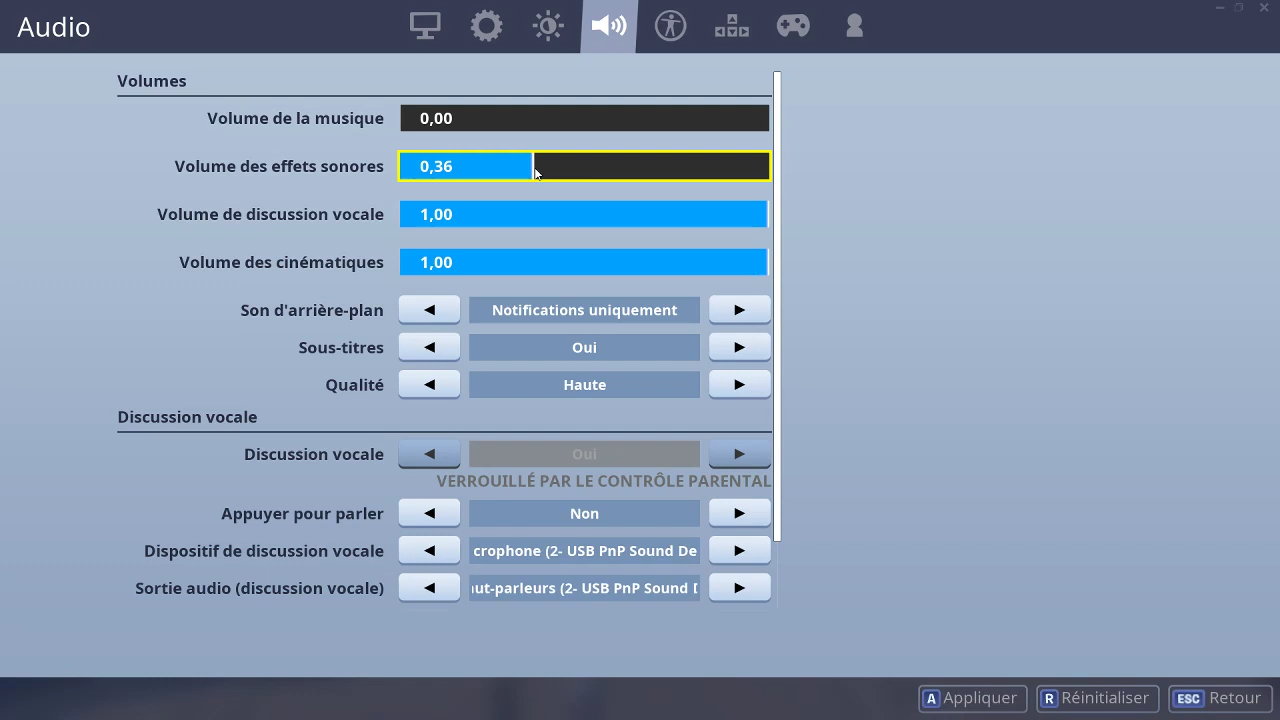 Audio
Volumes
Volume de la musique 0,00
Volume des effets sonores 0,36
Volume de discussion vocale 1,00
Volume des cinématiques 1,00
Son d'arrière-plan Notifications uniquement
Sous-titres Oui
Qualité Haute
Discussion vocale
Discussion vocale Oui
VERROUILLÉ PAR LE CONTRÔLE PARENTAL
Appuyer pour parler Non
Dispositif de discussion vocale crophone (2- USB PnP Sound De
Sortie audio (discussion vocale) ut-parleurs (2- USB PnP Sound D
A Appliquer R Réinitialiser ESC Retour